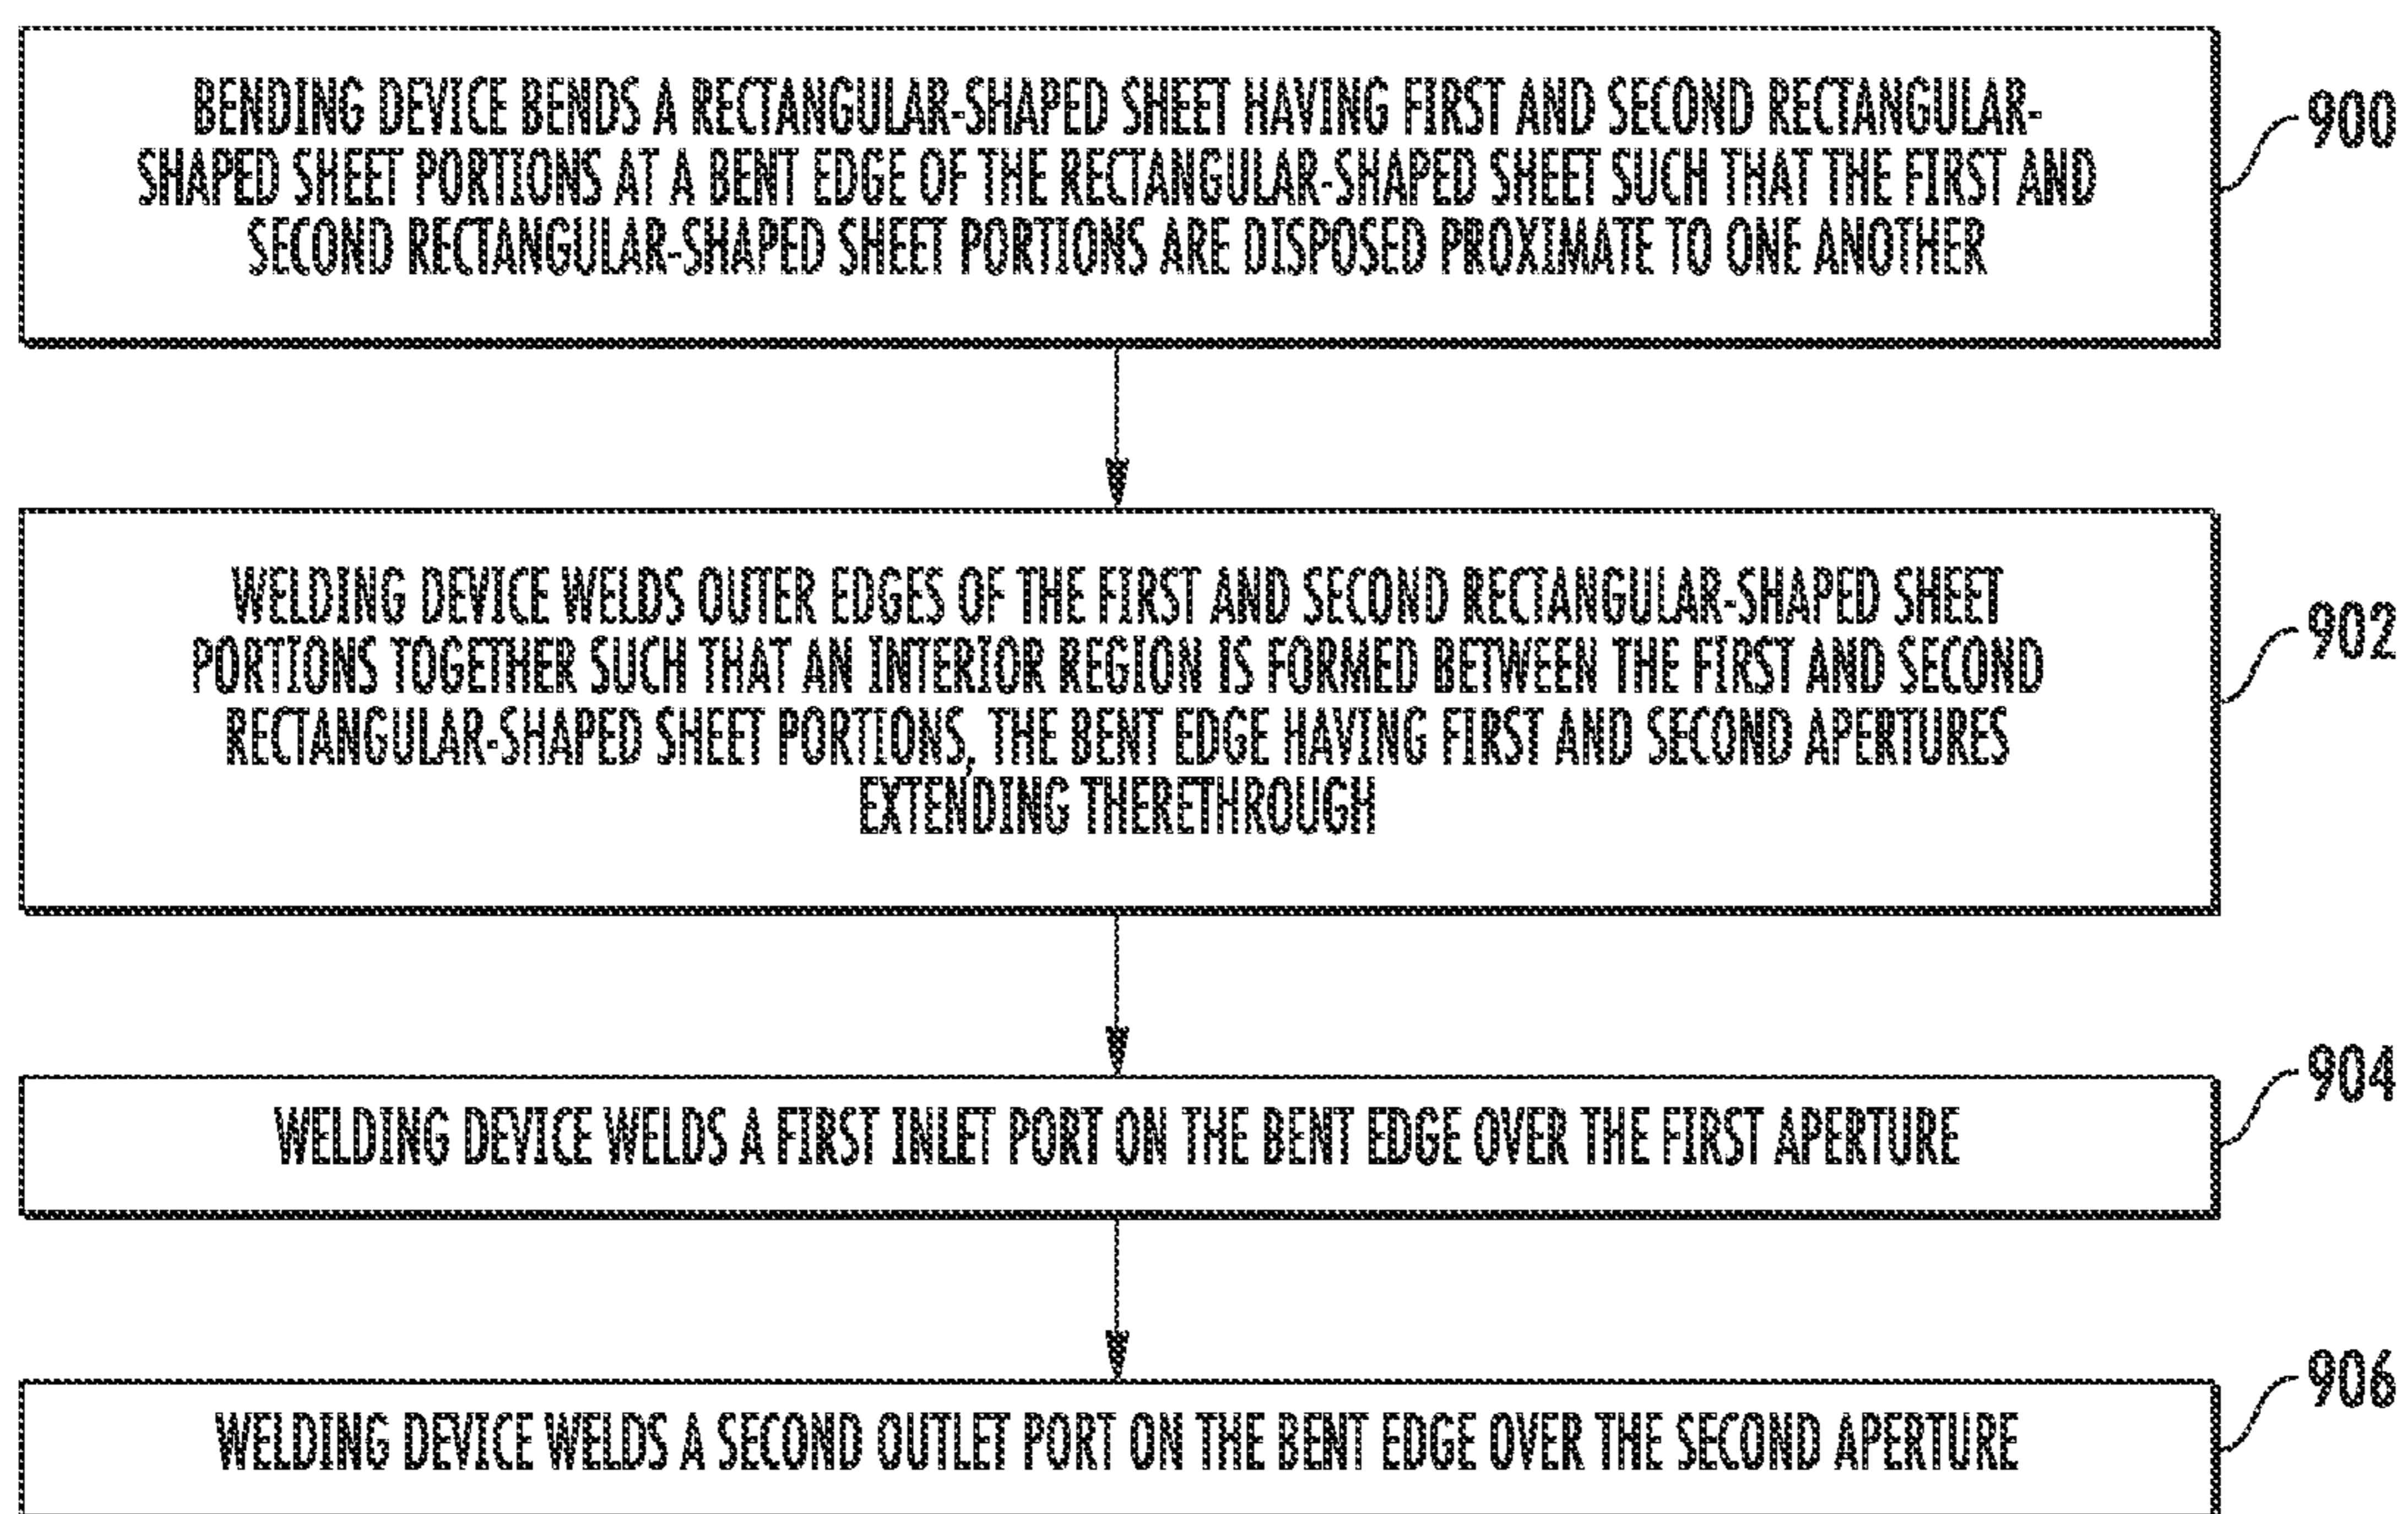 BENDING DEVICE BENDS A RECTANGULAR-SHAPED SHEET HAVING FIRST AND SECOND RECTANGULAR-
SHAPED SHEET PORTIONS AT A BENT EDGE OF THE RECTANGULAR-SHAPED SHEET SUCH THAT THE FIRST AND
SECOND RECTANGULAR-SHAPED SHEET PORTIONS ARE DISPOSED PROXIMATE TO ONE ANOTHER
900
WELDING DEVICE WELDS OUTER EDGES OF THE FIRST AND SECOND RECTANGULAR-SHAPED SHEET
PORTIONS TOGETHER SUCH THAT AN INTERIOR REGION IS FORMED BETWEEN THE FIRST AND SECOND
RECTANGULAR-SHAPED SHEET PORTIONS, THE BENT EDGE HAVING FIRST AND SECOND APERTURES
EXTENDING THERETHROUGH
902
WELDING DEVICE WELDS A FIRST INLET PORT ON THE BENT EDGE OVER THE FIRST APERTURE
904
WELDING DEVICE WELDS A SECOND OUTLET PORT ON THE BENT EDGE OVER THE SECOND APERTURE
906